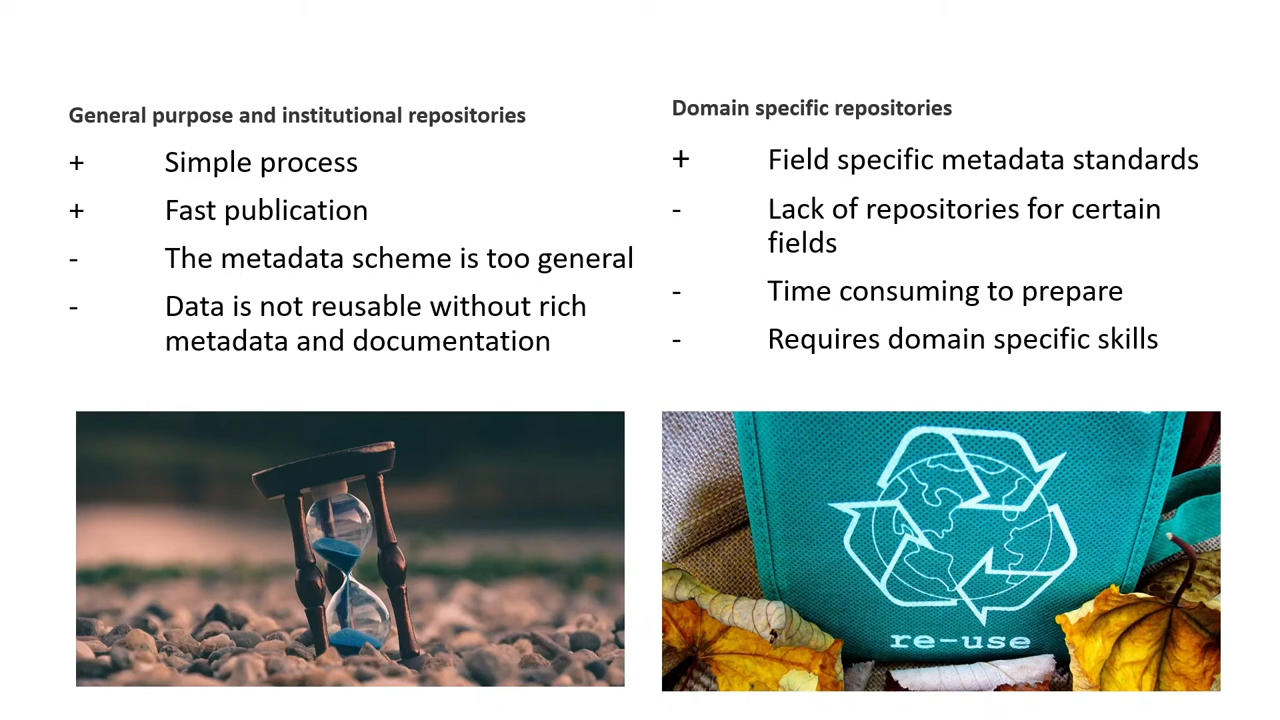 General purpose and institutional repositories
+ Simple process
+ Fast publication
- The metadata scheme is too general
- Data is not reusable without rich
metadata and documentation
Domain specific repositories
+ Field specific metadata standards
- Lack of repositories for certain
fields
- Time consuming to prepare
- Requires domain specific skills
re-use